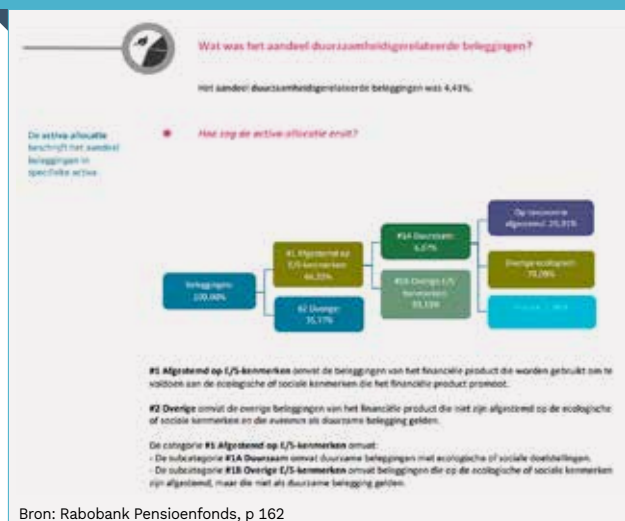 Wat was het aandeel duurzaamheidsgerelateerde beleggingen?
Het aandeel duurzaamheidsgerelateerde beleggingen was 4,43%.
De activa-allocatie
beschrijft het aandeel
beleggingen in
specifieke activa.
Hoe zag de activa-allocatie eruit?
Beleggingen:
100,00%
#1 Afgestemd op
E/S-kenmerken:
#2 Overige:
#1A Duurzaam:
#1B Overige E/S-
kenmerken:
Op taxonomie
afgestemd:
Overige ecologisch:
#1 Afgestemd op E/S-kenmerken omvat de beleggingen van het financiële product die worden gebruikt om te
voldoen aan de ecologische of sociale kenmerken die het financiële product promoot.
#2 Overige omvat de overige beleggingen van het financiële product die niet zijn afgestemd op de ecologische
of sociale kenmerken en die evenmin als duurzame belegging gelden.
De categorie #1 Afgestemd op E/S-kenmerken omvat:
- De subcategorie #1A Duurzaam omvat duurzame beleggingen met ecologische of sociale doelstellingen.
- De subcategorie #1B Overige E/S-kenmerken omvat beleggingen die op de ecologische of sociale kenmerken
zijn afgestemd, maar die niet als duurzame belegging gelden.
Bron: Rabobank Pensioenfonds, p 162